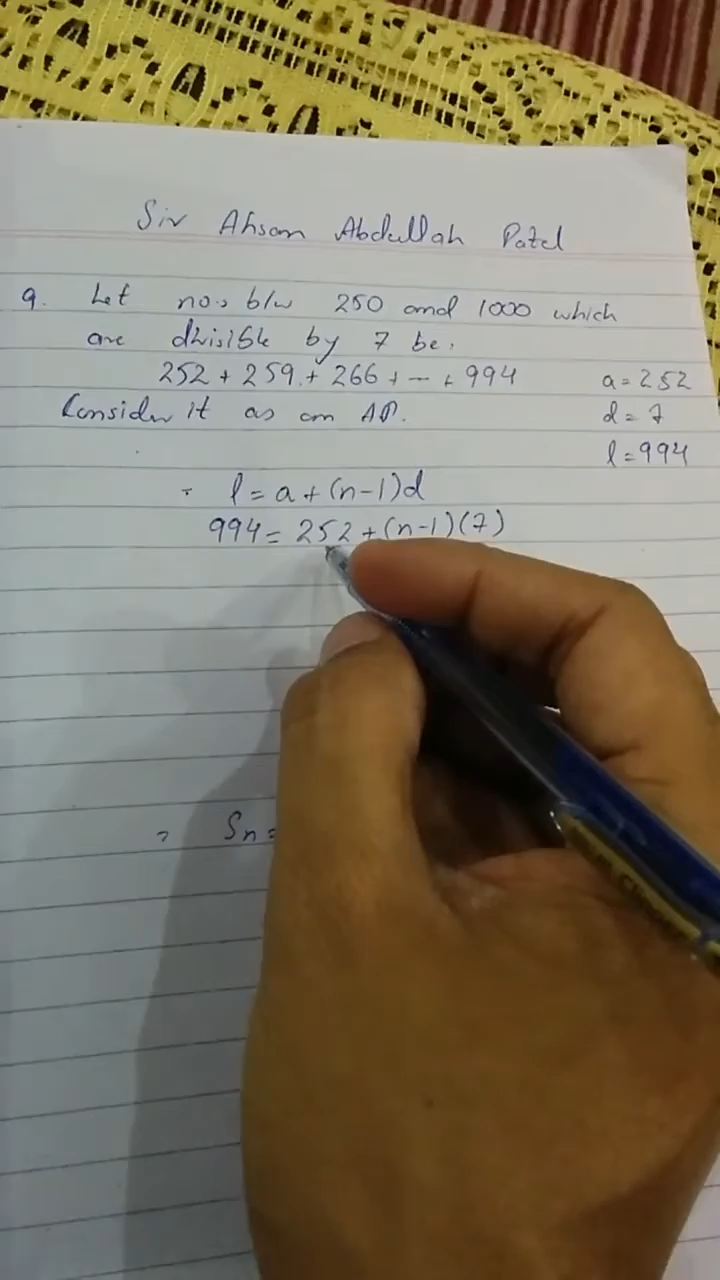 Sir Ahsan Abdullah Patel
9. Let no.s b/w 250 and 1000 which
are divisible by 7 be,
252 + 259 + 266 + --- + 994
a = 252
Consider it as an AP.
d = 7
l = 994
l = a + (n-1)d
994 = 252 + (n-1)(7)
Sn =